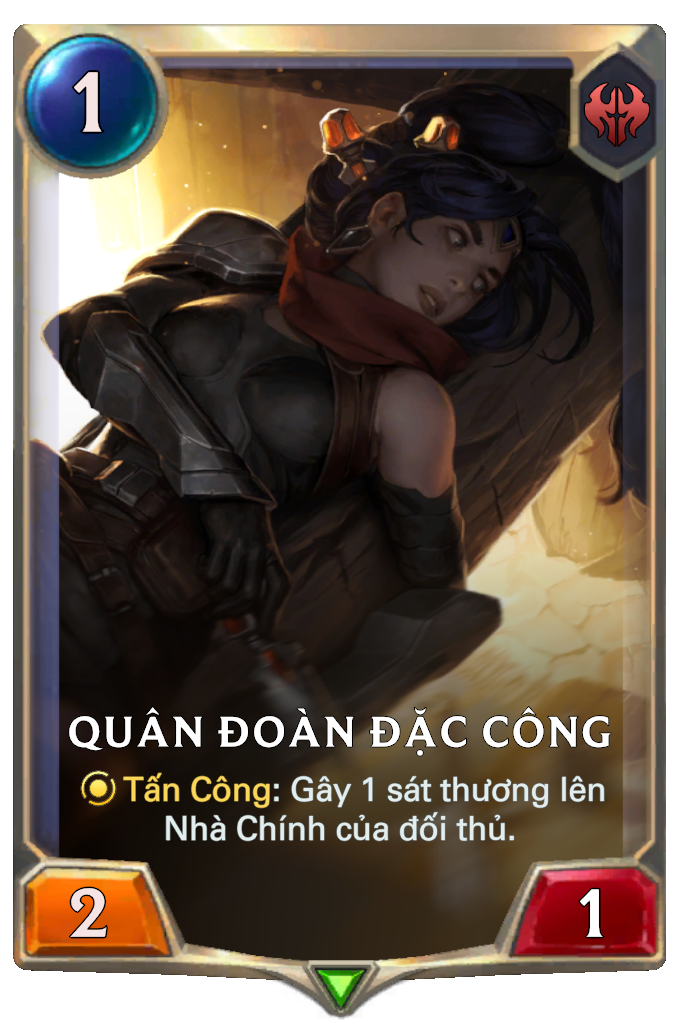 1
QUÂN ĐOÀN ĐẶC CÔNG
Tấn Công: Gây 1 sát thương lên
Nhà Chính của đối thủ.
2
1